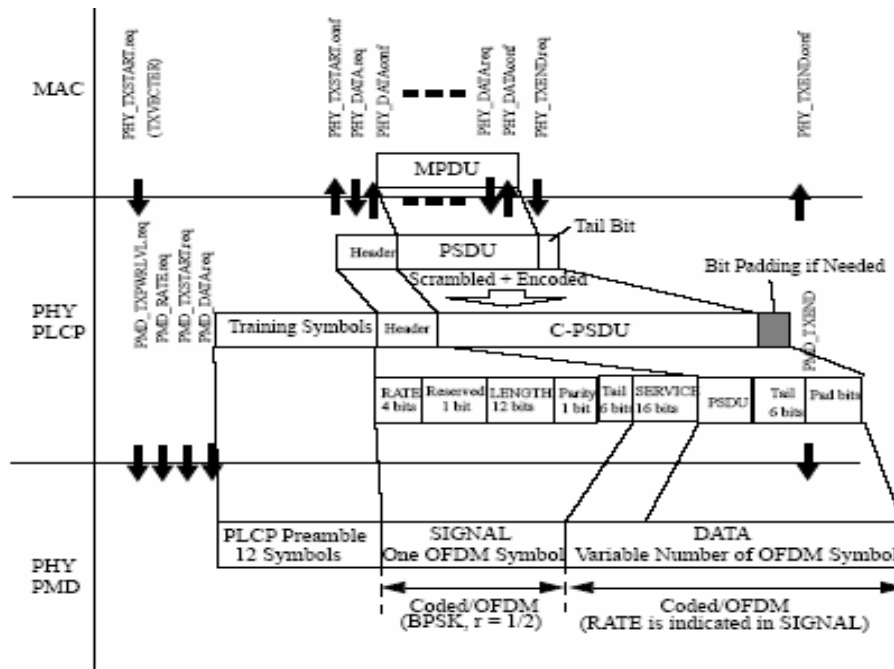 MAC
PHY_TXSTART.req
(TXVECTER)
PHY_TXSTART.conf
PHY_DATA.req
PHY_DATA.conf
PHY_DATA.req
PHY_DATA.conf
PHY_TXEND.req
PHY_TXEND.conf
MPDU
PHY
PLCP
PMD_TXPWRLVL.req
PMD_RATE.req
PMD_TXSTART.req
PMD_DATA.req
Header
PSDU
Tail Bit
Scrambled + Encoded
Bit Padding if Needed
Training Symbols
Header
C-PSDU
PMD_TXEND
RATE
4 bits
Reserved
1 bit
LENGTH
12 bits
Parity
1 bit
Tail
6 bits
SERVICE
16 bits
PSDU
Tail
6 bits
Pad bits
PHY
PMD
PLCP Preamble
12 Symbols
SIGNAL
One OFDM Symbol
DATA
Variable Number of OFDM Symbol
Coded/OFDM
(BPSK, r = 1/2)
Coded/OFDM
(RATE is indicated in SIGNAL)